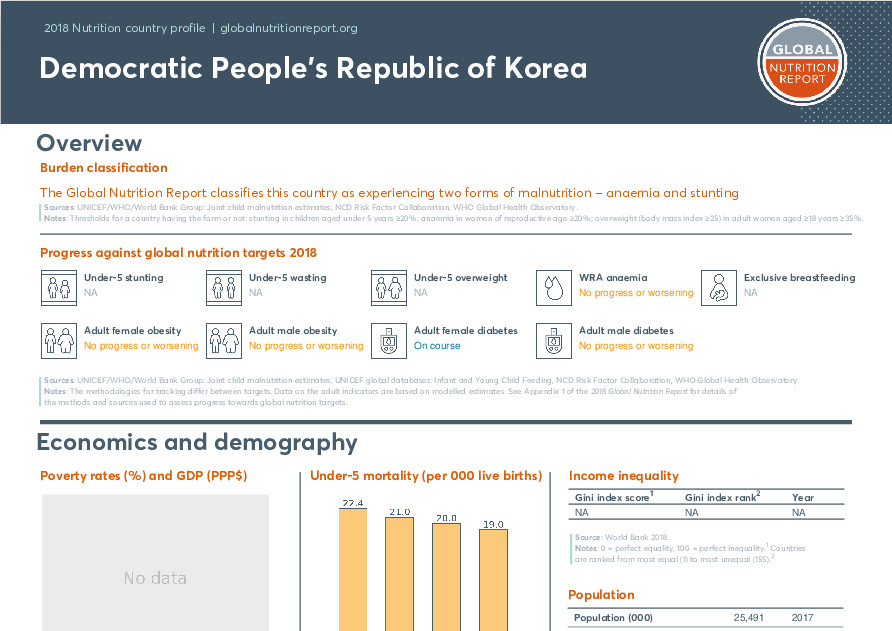 2018 Nutrition country profile | globalnutritionreport.org
Democratic People's Republic of Korea
GLOBAL
NUTRITION
REPORT
Overview
Burden classification
The Global Nutrition Report classifies this country as experiencing two forms of malnutrition – anaemia and stunting
Sources: UNICEF/WHO/World Bank Group: Joint child malnutrition estimates, NCD Risk Factor Collaboration, WHO Global Health Observatory.
Notes: Thresholds for a country having the form or not: stunting in children aged under 5 years ≥20%; anaemia in women of reproductive age ≥20%; overweight (body mass index ≥25) in adult women aged ≥18 years ≥35%.
Progress against global nutrition targets 2018
Under-5 stunting
NA
Under-5 wasting
NA
Under-5 overweight
NA
WRA anaemia
No progress or worsening
Exclusive breastfeeding
NA
Adult female obesity
No progress or worsening
Adult male obesity
No progress or worsening
Adult female diabetes
On course
Adult male diabetes
No progress or worsening
Sources: UNICEF/WHO/World Bank Group: Joint child malnutrition estimates, UNICEF global databases: Infant and Young Child Feeding, NCD Risk Factor Collaboration, WHO Global Health Observatory.
Notes: The methodologies for tracking differ between targets. Data on the adult indicators are based on modelled estimates. See Appendix 1 of the 2018 Global Nutrition Report for details of
the methods and sources used to assess progress towards global nutrition targets.
Economics and demography
Poverty rates (%) and GDP (PPP$)
No data
Under-5 mortality (per 000 live births)
22.4
21.0
20.0
19.0
Income inequality
Gini index score1 Gini index rank2 Year
NA NA NA
Source: World Bank 2018.
Notes: 0 = perfect equality, 100 = perfect inequality.1 Countries
are ranked from most equal (1) to most unequal (155).2
Population
Population (000) 25,491 2017